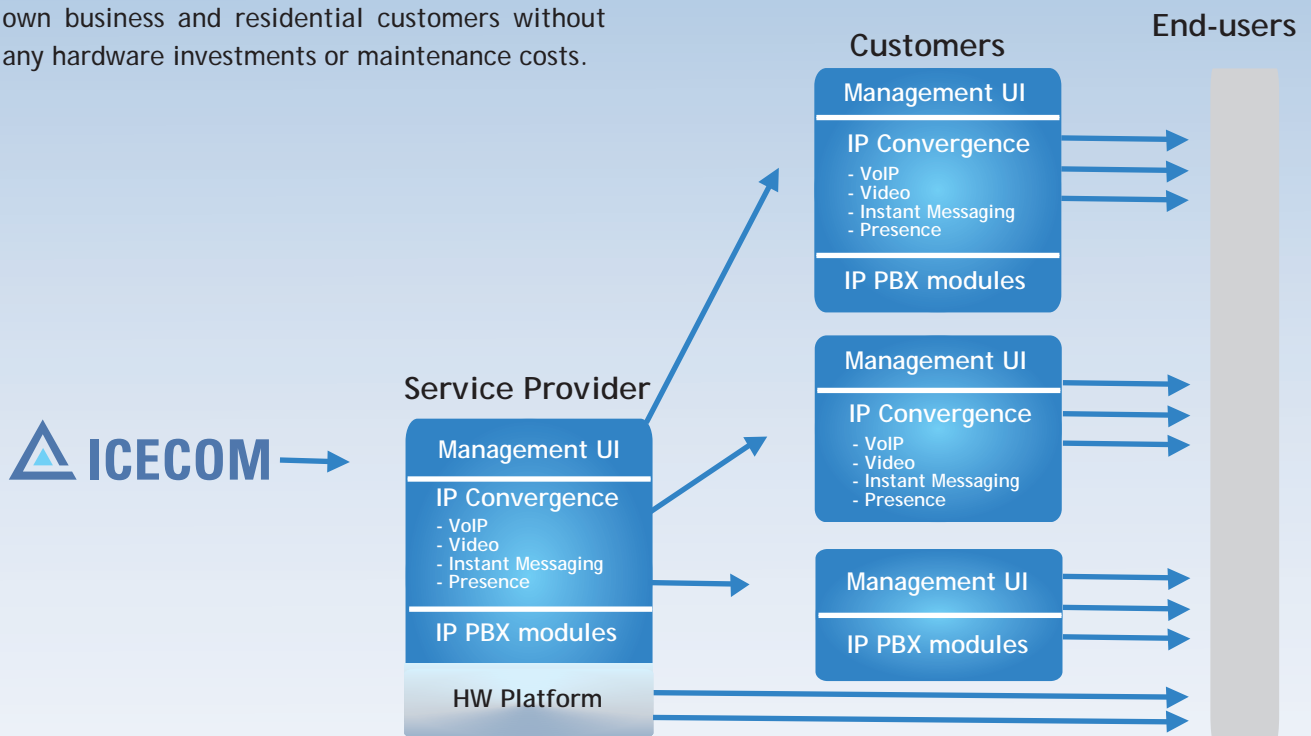 own business and residential customers without
any hardware investments or maintenance costs.
End-users
Customers
Management UI
IP Convergence
- VoIP
- Video
- Instant Messaging
- Presence
IP PBX modules
Management UI
IP Convergence
- VoIP
- Video
- Instant Messaging
- Presence
Service Provider
ICECOM
Management UI
IP Convergence
- VoIP
- Video
- Instant Messaging
- Presence
IP PBX modules
HW Platform
Management UI
IP PBX modules